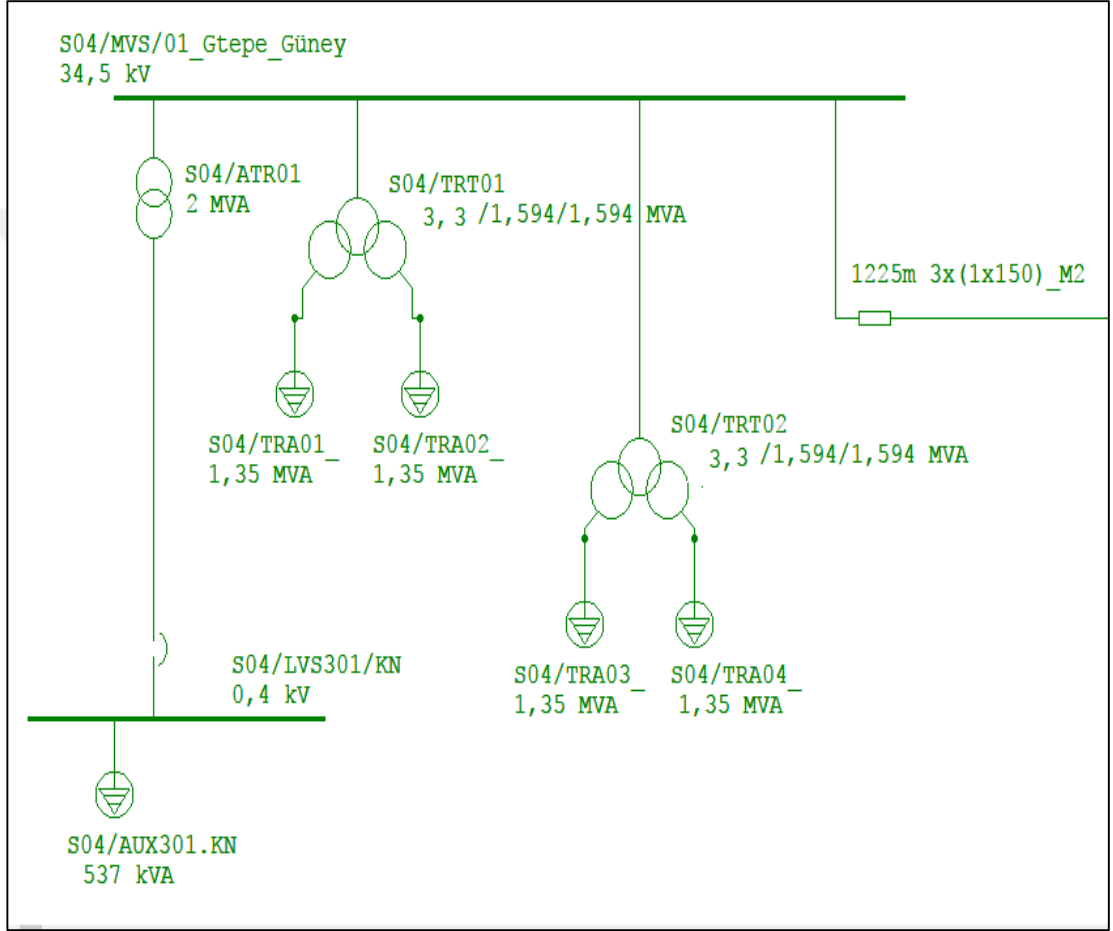 S04/MVS/01_Gtepe_Güney
34,5 kV
S04/ATR01
2 MVA
S04/TRT01
3, 3 /1,594/1,594 MVA
1225m 3x(1x150)_M2
S04/TRA01_
1,35 MVA
S04/TRA02_
1,35 MVA
S04/TRT02
3,3 /1,594/1,594 MVA
S04/LVS301/KN
0,4 kV
S04/TRA03_
1,35 MVA
S04/TRA04_
1,35 MVA
S04/AUX301.KN
537 kVA